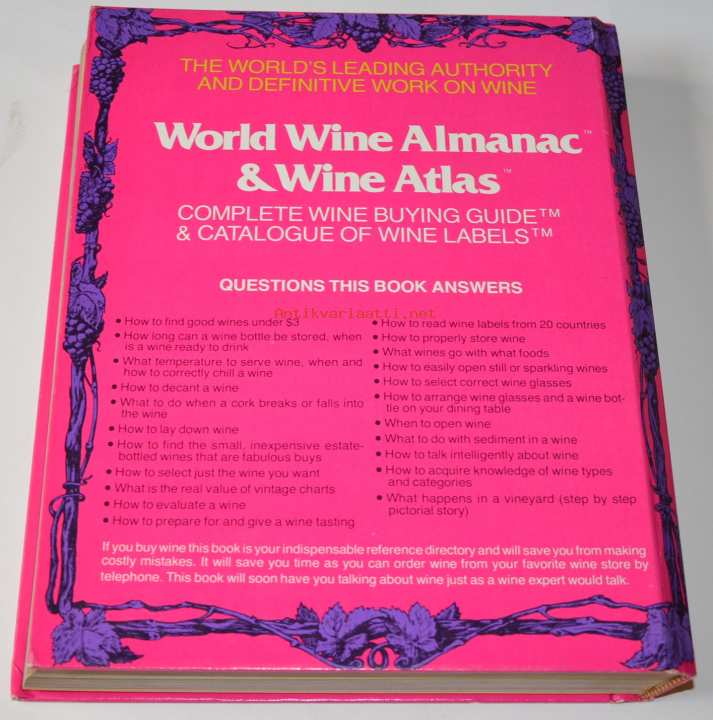 THE WORLD'S LEADING AUTHORITY
AND DEFINITIVE WORK ON WINE
World Wine Almanac™
& Wine Atlas™
COMPLETE WINE BUYING GUIDE™
& CATALOGUE OF WINE LABELS™
QUESTIONS THIS BOOK ANSWERS
Antikvariaatti.net
• How to find good wines under $3
• How long can a wine bottle be stored, when
is a wine ready to drink
• What temperature to serve wine, when and
how to correctly chill a wine
• How to decant a wine
• What to do when a cork breaks or falls into
the wine
• How to lay down wine
• How to find the small, inexpensive estate-
bottled wines that are fabulous buys
• How to select just the wine you want
• What is the real value of vintage charts
• How to evaluate a wine
• How to prepare for and give a wine tasting
• How to read wine labels from 20 countries
• How to properly store wine
• What wines go with what foods
• How to easily open still or sparkling wines
• How to select correct wine glasses
• How to arrange wine glasses and a wine bot-
tle on your dining table
• When to open wine
• What to do with sediment in a wine
• How to talk intelligently about wine
• How to acquire knowledge of wine types
and categories
• What happens in a vineyard (step by step
pictorial story)
If you buy wine this book is your indispensable reference directory and will save you from making
costly mistakes. It will save you time as you can order wine from your favorite wine store by
telephone. This book will soon have you talking about wine just as a wine expert would talk.